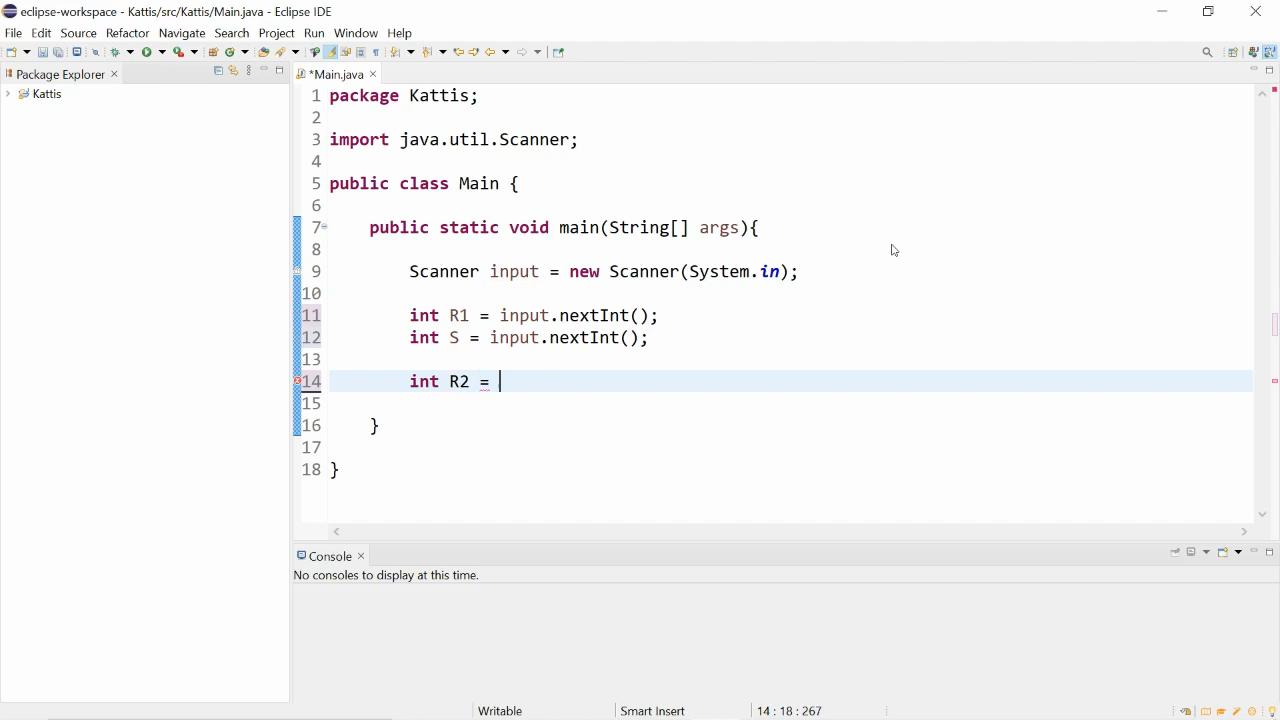 eclipse-workspace - Kattis/src/Kattis/Main.java - Eclipse IDE
File Edit Source Refactor Navigate Search Project Run Window Help
Package Explorer
Kattis
*Main.java
1 package Kattis;
2
3 import java.util.Scanner;
4
5 public class Main {
6
7 public static void main(String[] args){
8
9 Scanner input = new Scanner(System.in);
10
11 int R1 = input.nextInt();
12 int S = input.nextInt();
13
14 int R2 =
15
16 }
17
18 }
Console
No consoles to display at this time.
Writable Smart Insert 14 : 18 : 267